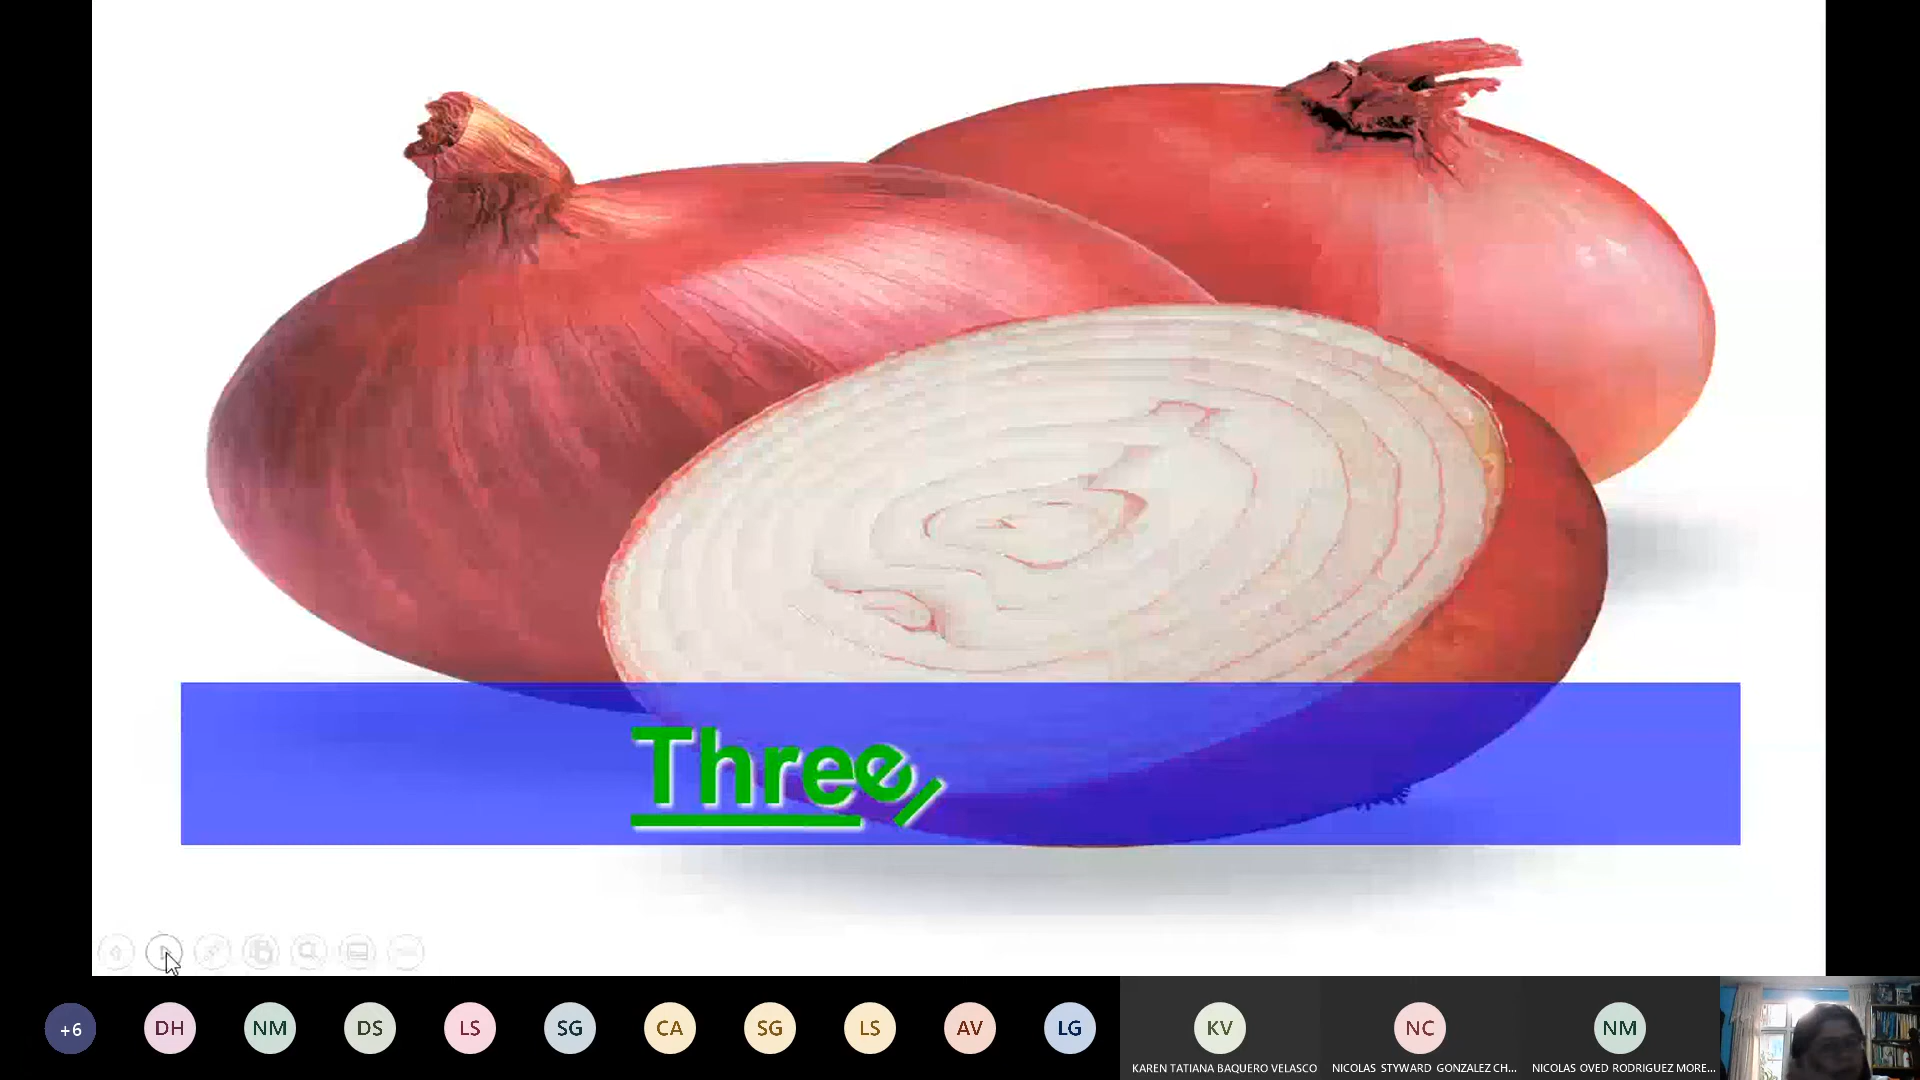 Three
+6
DH
NM
DS
LS
SG
CA
SG
LS
AV
LG
KV
NC
NM
KAREN TATIANA BAQUERO VELASCO
NICOLAS STYWARD GONZALEZ CH...
NICOLAS OVED RODRIGUEZ MORE...